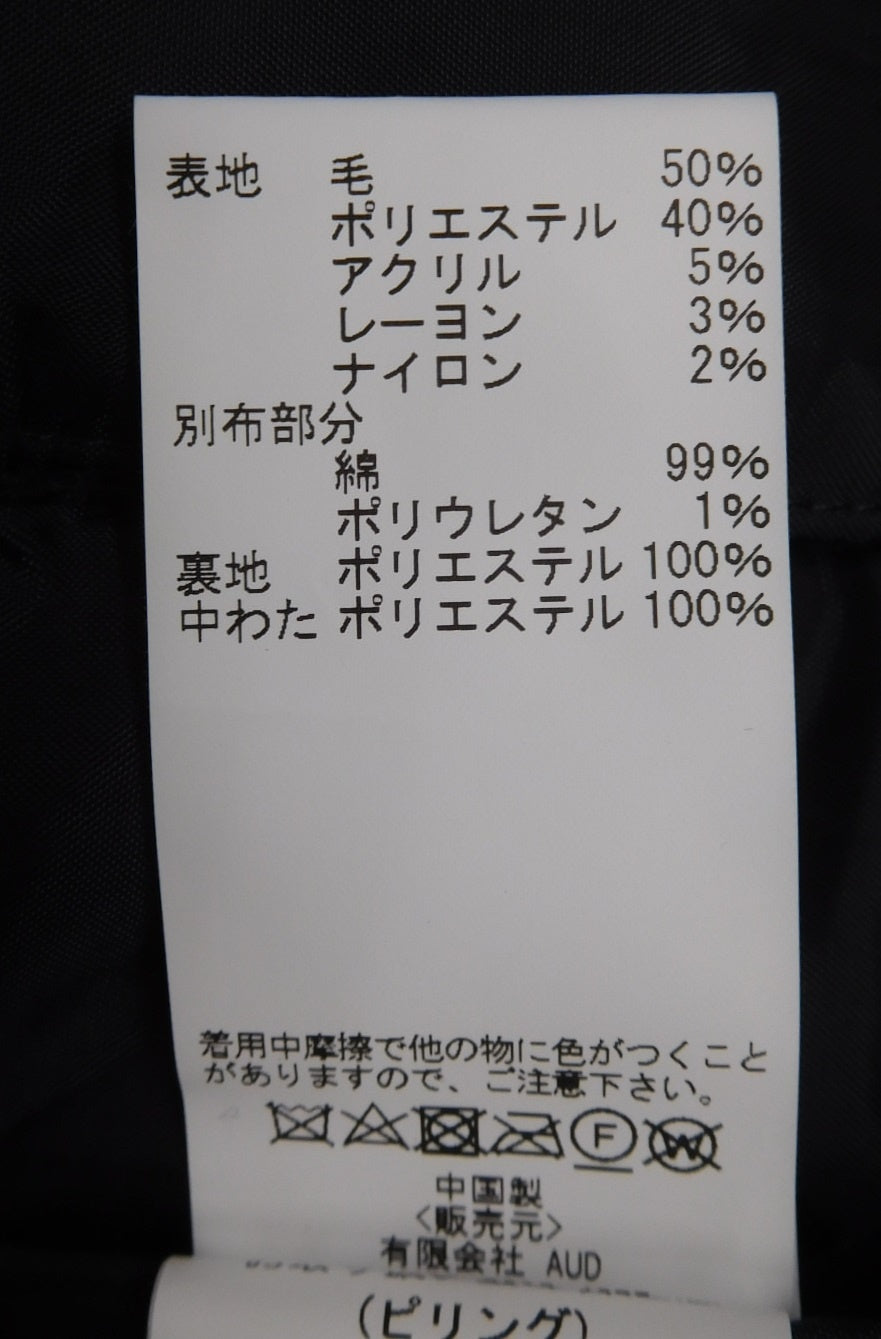 表地 毛 50%
ポリエステル 40%
アクリル 5%
レーヨン 3%
ナイロン 2%
別布部分
綿 99%
ポリウレタン 1%
裏地 ポリエステル 100%
中わた ポリエステル 100%
着用中摩擦で他の物に色がつくこと
がありますので、ご注意下さい。
F W
中国製
<販売元>
有限会社 AUD
(ピリング)